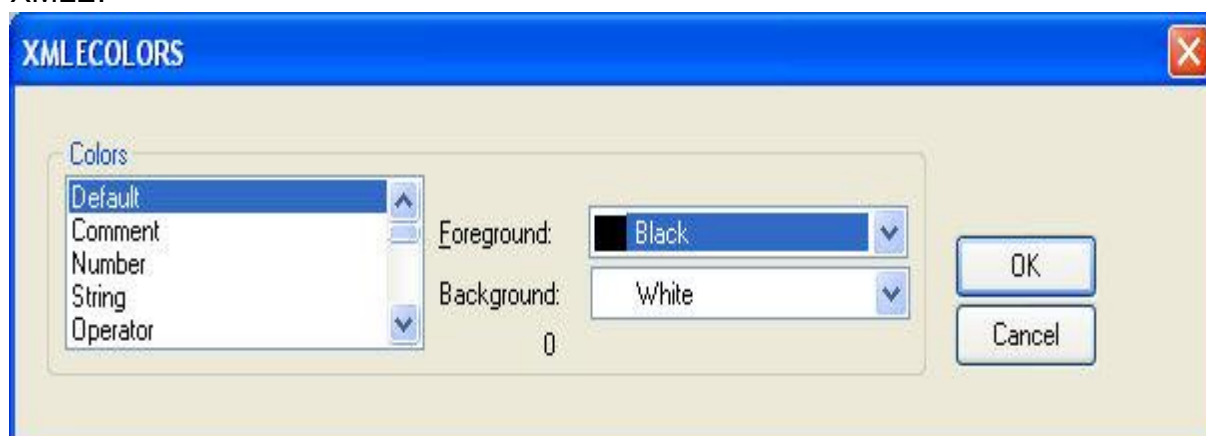 XMLECOLORS
Colors
Default
Comment
Number
String
Operator
Foreground: Black
Background: White
0
OK
Cancel